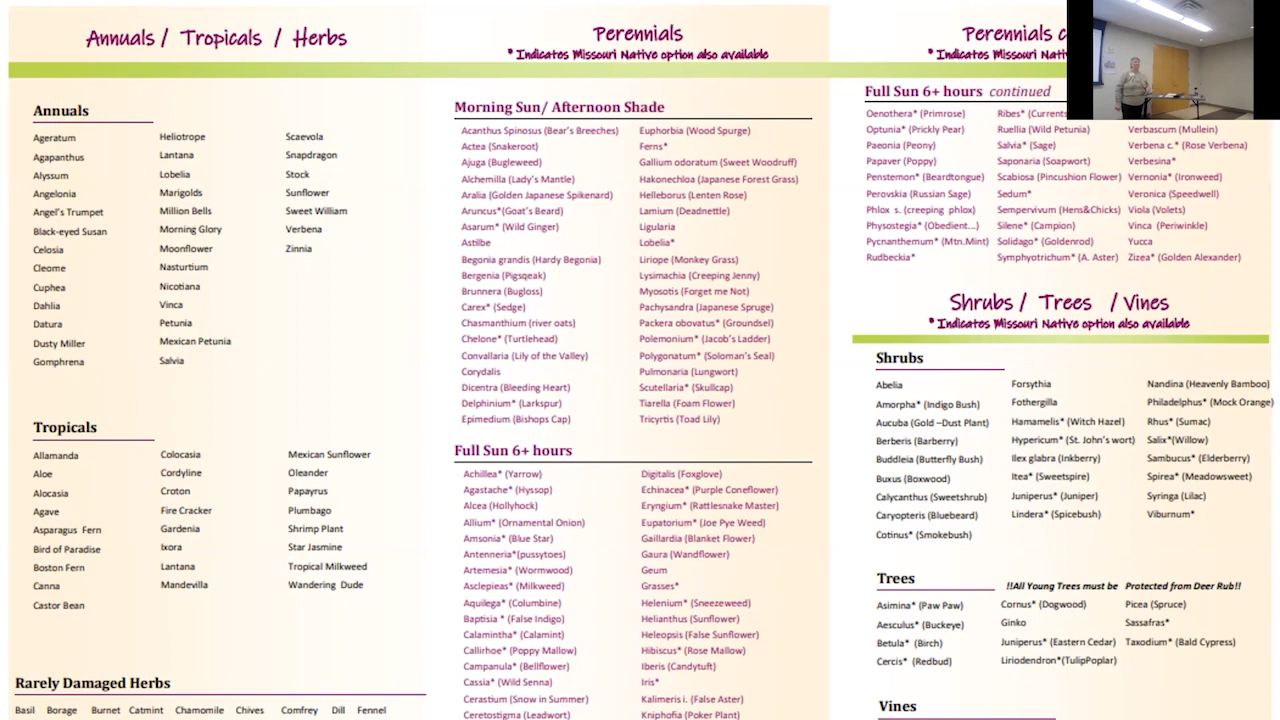 Annuals / Tropicals / Herbs
Annuals
Ageratum
Agapanthus
Alyssum
Angelonia
Angel's Trumpet
Black-eyed Susan
Celosia
Cleome
Cuphea
Dahlia
Datura
Dusty Miller
Gomphrena
Heliotrope
Lantana
Lobelia
Marigolds
Million Bells
Morning Glory
Moonflower
Nasturtium
Nicotiana
Vinca
Petunia
Mexican Petunia
Salvia
Scaevola
Snapdragon
Stock
Sunflower
Sweet William
Verbena
Zinnia
Tropicals
Allamanda
Aloe
Alocasia
Agave
Asparagus Fern
Bird of Paradise
Boston Fern
Canna
Castor Bean
Colocasia
Cordyline
Croton
Fire Cracker
Gardenia
Ixora
Lantana
Mandevilla
Mexican Sunflower
Oleander
Papayrus
Plumbago
Shrimp Plant
Star Jasmine
Tropical Milkweed
Wandering Dude
Rarely Damaged Herbs
Basil Borage Burnet Catmint Chamomile Chives Comfrey Dill Fennel
Perennials
* Indicates Missouri Native option also available
Morning Sun/ Afternoon Shade
Acanthus Spinosus (Bear's Breeches)
Actea (Snakeroot)
Ajuga (Bugleweed)
Alchemilla (Lady's Mantle)
Aralia (Golden Japanese Spikenard)
Aruncus*(Goat's Beard)
Asarum* (Wild Ginger)
Astilbe
Begonia grandis (Hardy Begonia)
Bergenia (Pigsqeak)
Brunnera (Bugloss)
Carex* (Sedge)
Chasmanthium (river oats)
Chelone* (Turtlehead)
Convallaria (Lily of the Valley)
Corydalis
Dicentra (Bleeding Heart)
Delphinium* (Larkspur)
Epimedium (Bishops Cap)
Euphorbia (Wood Spurge)
Ferns*
Gallium odoratum (Sweet Woodruff)
Hakonechloa (Japanese Forest Grass)
Helleborus (Lenten Rose)
Lamium (Deadnettle)
Ligularia
Lobelia*
Liriope (Monkey Grass)
Lysimachia (Creeping Jenny)
Myosotis (Forget me Not)
Pachysandra (Japanese Spruge)
Packera obovatus* (Groundsel)
Polemonium* (Jacob's Ladder)
Polygonatum* (Soloman's Seal)
Pulmonaria (Lungwort)
Scutellaria* (Skullcap)
Tiarella (Foam Flower)
Tricyrtis (Toad Lily)
Full Sun 6+ hours
Achillea* (Yarrow)
Agastache* (Hyssop)
Alcea (Hollyhock)
Allium* (Ornamental Onion)
Amsonia* (Blue Star)
Antenneria*(pussytoes)
Artemesia* (Wormwood)
Asclepieas* (Milkweed)
Aquilega* (Columbine)
Baptisia * (False Indigo)
Calamintha* (Calamint)
Callirhoe* (Poppy Mallow)
Campanula* (Bellflower)
Cassia* (Wild Senna)
Cerastium (Snow in Summer)
Ceretostigma (Leadwort)
Digitalis (Foxglove)
Echinacea* (Purple Coneflower)
Eryngium* (Rattlesnake Master)
Eupatorium* (Joe Pye Weed)
Gaillardia (Blanket Flower)
Gaura (Wandflower)
Geum
Grasses*
Helenium* (Sneezeweed)
Helianthus (Sunflower)
Heleopsis (False Sunflower)
Hibiscus* (Rose Mallow)
Iberis (Candytuft)
Iris*
Kalimeris i. (False Aster)
Kniphofia (Poker Plant)
Perennials
* Indicates Missouri
Full Sun 6+ hours continued
Oenothera* (Primrose)
Optunia* (Prickly Pear)
Paeonia (Peony)
Papaver (Poppy)
Penstemon* (Beardtongue)
Perovskia (Russian Sage)
Phlox s. (creeping phlox)
Physostegia* (Obedient...)
Pycnanthemum* (Mtn.Mint)
Rudbeckia*
Ribes* (Currents
Ruellia (Wild Petunia)
Salvia* (Sage)
Saponaria (Soapwort)
Scabiosa (Pincushion Flower)
Sedum*
Sempervivum (Hens&Chicks)
Silene* (Campion)
Solidago* (Goldenrod)
Symphyotrichum* (A. Aster)
Verbascum (Mullein)
Verbena c.* (Rose Verbena)
Verbesina*
Vernonia* (Ironweed)
Veronica (Speedwell)
Viola (Volets)
Vinca (Periwinkle)
Yucca
Zizea* (Golden Alexander)
Shrubs / Trees / Vines
* Indicates Missouri Native option also available
Shrubs
Abelia
Amorpha* (Indigo Bush)
Aucuba (Gold –Dust Plant)
Berberis (Barberry)
Buddleia (Butterfly Bush)
Buxus (Boxwood)
Calycanthus (Sweetshrub)
Caryopteris (Bluebeard)
Cotinus* (Smokebush)
Forsythia
Fothergilla
Hamamelis* (Witch Hazel)
Hypericum* (St. John's wort)
Ilex glabra (Inkberry)
Itea* (Sweetspire)
Juniperus* (Juniper)
Lindera* (Spicebush)
Nandina (Heavenly Bamboo)
Philadelphus* (Mock Orange)
Rhus* (Sumac)
Salix*(Willow)
Sambucus* (Elderberry)
Spirea* (Meadowsweet)
Syringa (Lilac)
Viburnum*
Trees
!!All Young Trees must be Protected from Deer Rub!!
Asimina* (Paw Paw)
Aesculus* (Buckeye)
Betula* (Birch)
Cercis* (Redbud)
Cornus* (Dogwood)
Ginko
Juniperus* (Eastern Cedar)
Liriodendron*(TulipPoplar)
Picea (Spruce)
Sassafras*
Taxodium* (Bald Cypress)
Vines